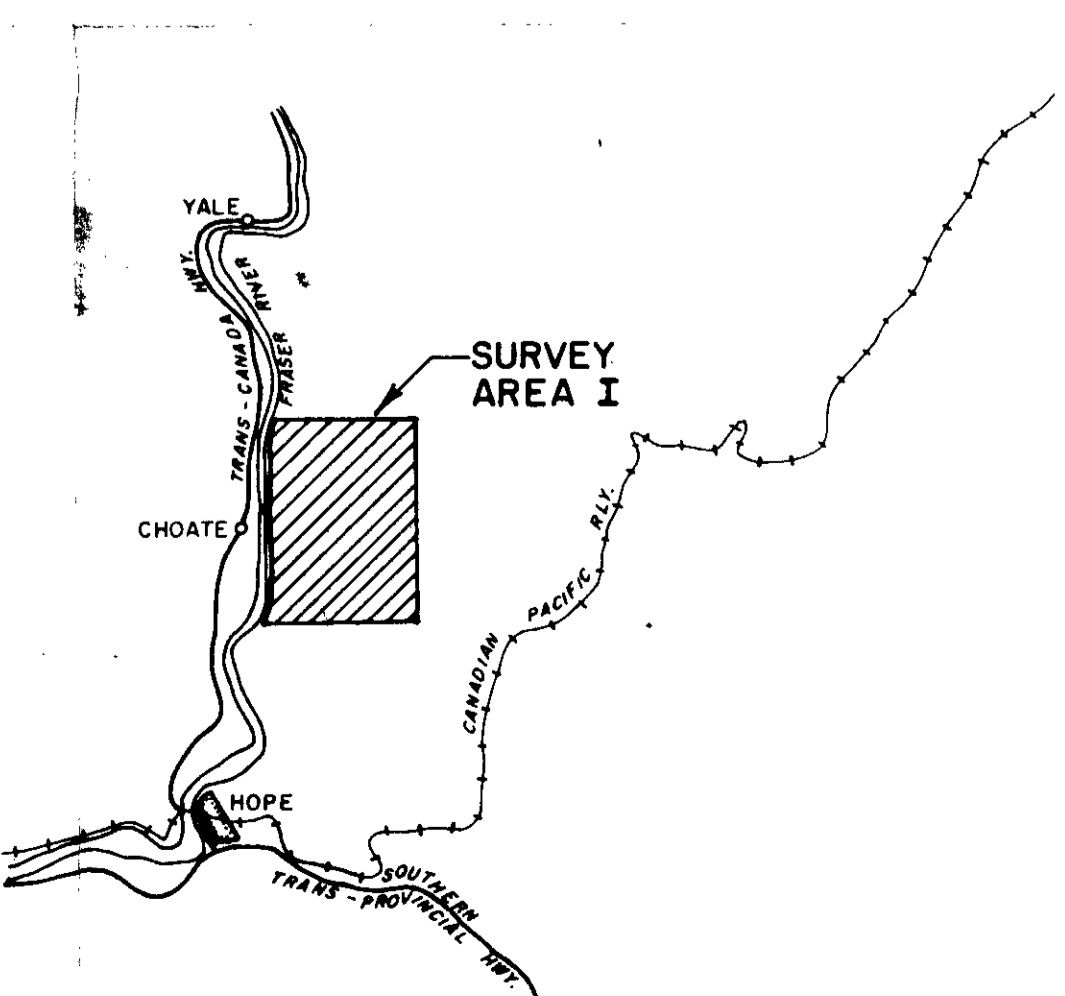 YALE
HWY.
RIVER
TRANS - CANADA
FRASER
SURVEY
AREA I
CHOATE
RLY.
PACIFIC
CANADIAN
HOPE
SOUTHERN
TRANS - PROVINCIAL
HWY.